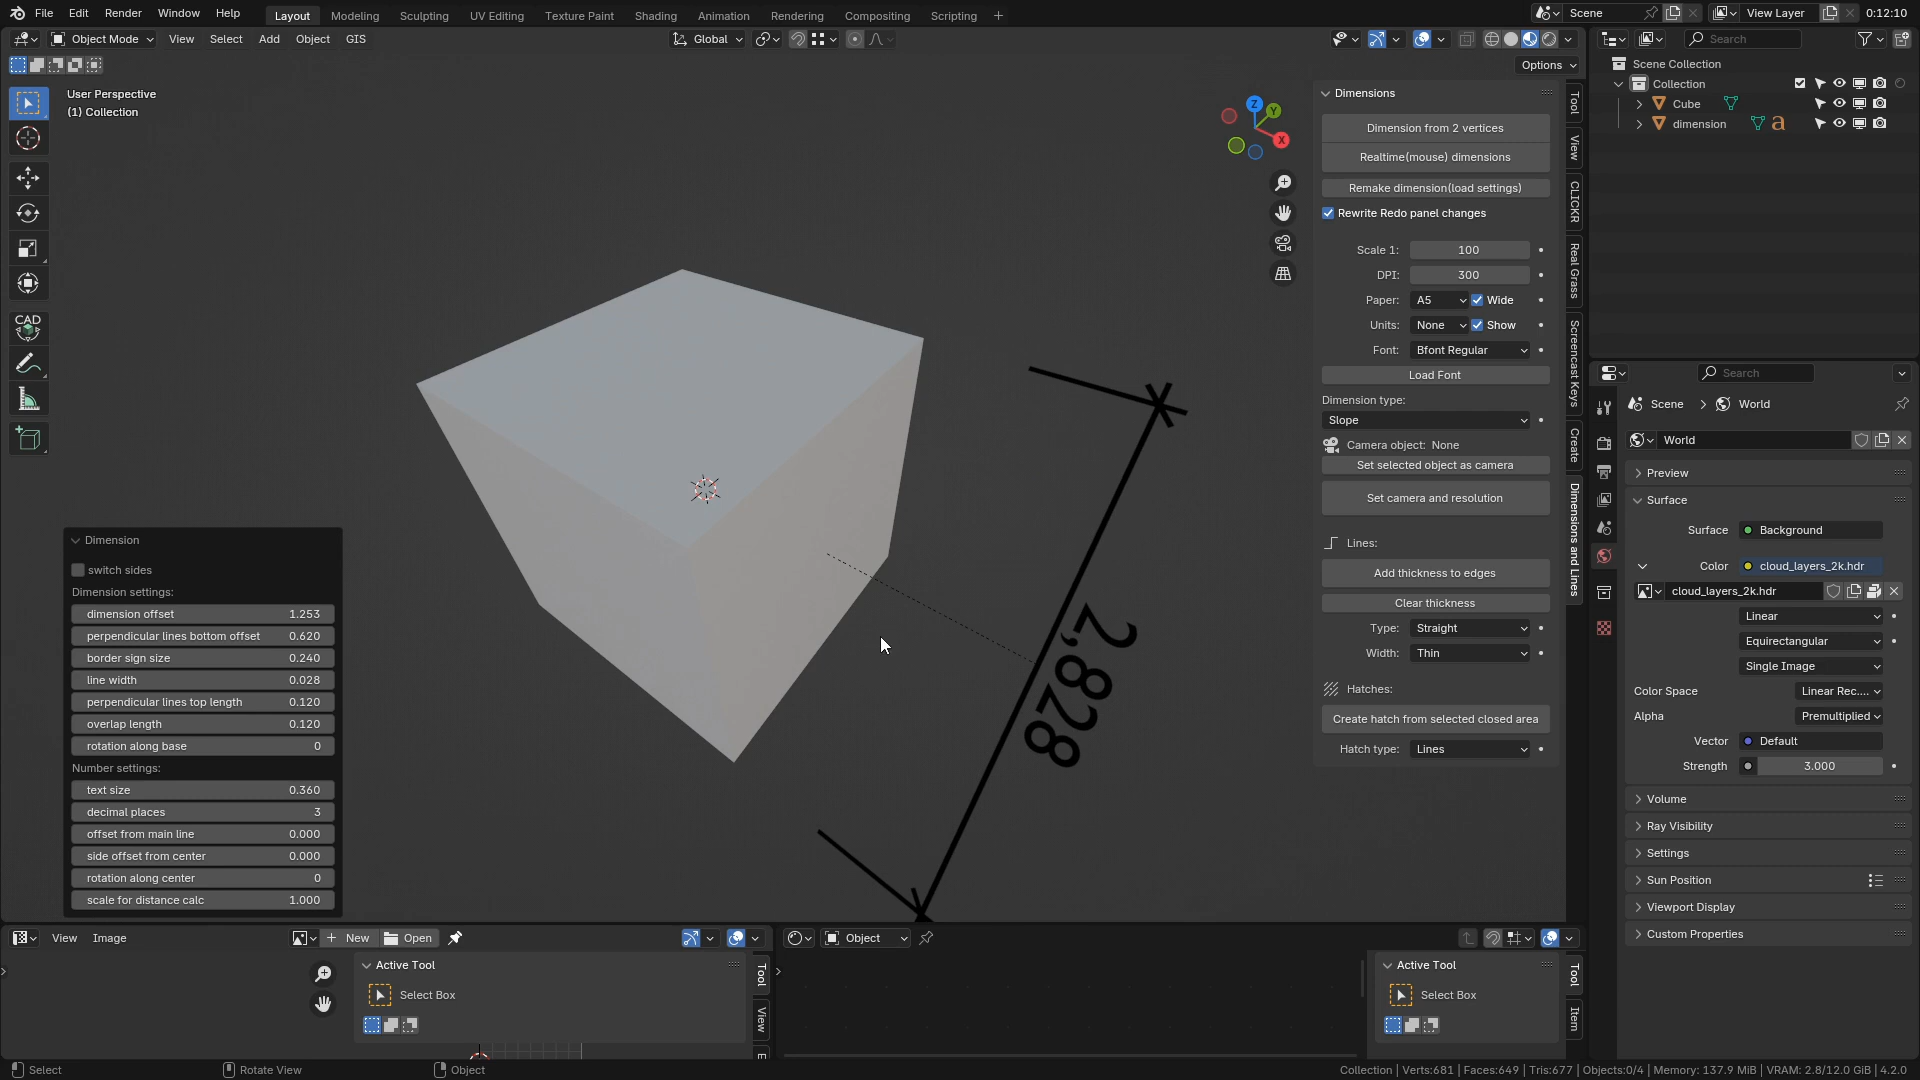 File Edit Render Window Help Layout Modeling Sculpting UV Editing Texture Paint Shading Animation Rendering Compositing Scripting Scene View Layer 0:12:10
Object Mode View Select Add Object GIS Global Search
Options
User Perspective
(1) Collection
Z
Y
X
CAD
Dimensions
Dimension from 2 vertices
Realtime(mouse) dimensions
Remake dimension(load settings)
Rewrite Redo panel changes
Scale 1: 100
DPI: 300
Paper: A5 Wide
Units: None Show
Font: Bfont Regular
Load Font
Dimension type:
Slope
Camera object: None
Set selected object as camera
Set camera and resolution
Lines:
Add thickness to edges
Clear thickness
Type: Straight
Width: Thin
Hatches:
Create hatch from selected closed area
Hatch type: Lines
Tool
View
CLICKR
Real Grass
Screencast Keys
Create
Dimensions and Lines
2,828
Dimension
switch sides
Dimension settings:
dimension offset 1.253
perpendicular lines bottom offset 0.620
border sign size 0.240
line width 0.028
perpendicular lines top length 0.120
overlap length 0.120
rotation along base 0
Number settings:
text size 0.360
decimal places 3
offset from main line 0.000
side offset from center 0.000
rotation along center 0
scale for distance calc 1.000
Scene Collection
Collection
Cube
dimension a
Search
Scene > World
World
Preview
Surface
Surface Background
Color cloud_layers_2k.hdr
cloud_layers_2k.hdr
Linear
Equirectangular
Single Image
Color Space Linear Rec....
Alpha Premultiplied
Vector Default
Strength 3.000
Volume
Ray Visibility
Settings
Sun Position
Viewport Display
Custom Properties
View Image New Open
Active Tool
Select Box
Tool
View
E
Object
Active Tool
Select Box
Tool
Item
Select Rotate View Object Collection | Verts:681 | Faces:649 | Tris:677 | Objects:0/4 | Memory: 137.9 MiB | VRAM: 2.8/12.0 GiB | 4.2.0